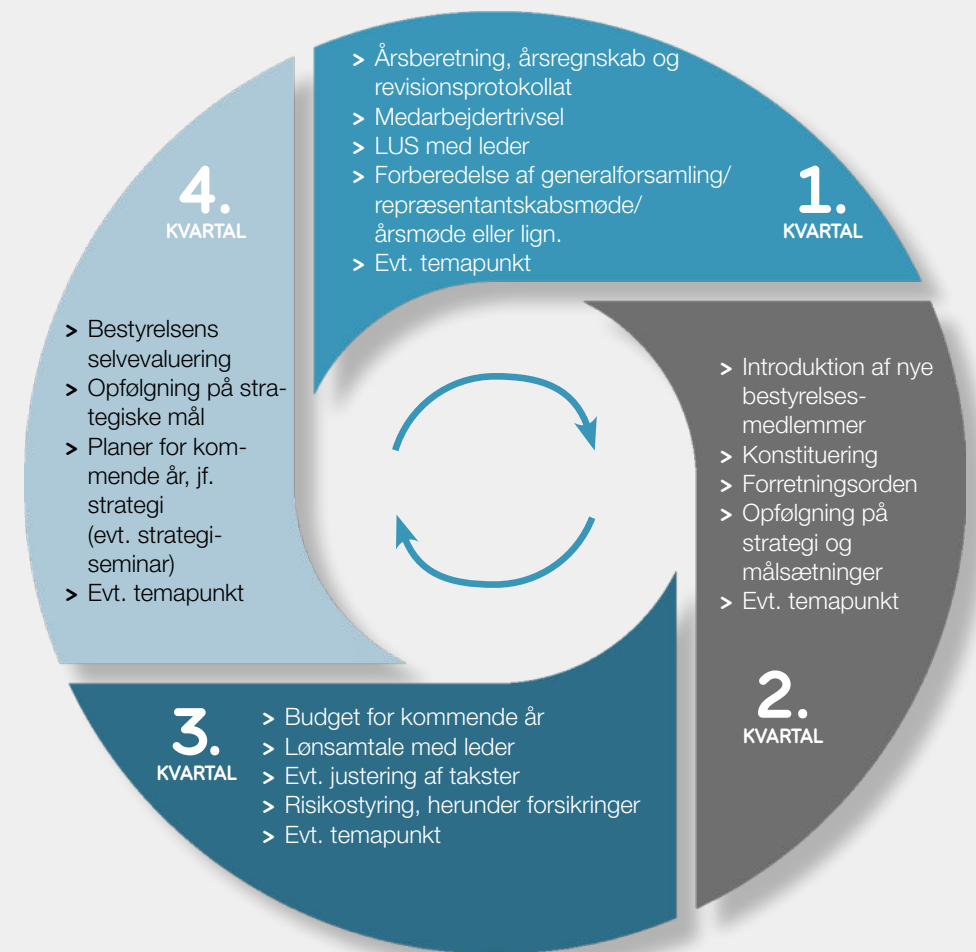 > Årsberetning, årsregnskab og
revisionsprotokollat
> Medarbejdertrivsel
> LUS med leder
> Forberedelse af generalforsamling/
repræsentantskabsmøde/
årsmøde eller lign.
> Evt. temapunkt
1.
KVARTAL
> Introduktion af nye
bestyrelses-
medlemmer
> Konstituering
> Forretningsorden
> Opfølgning på
strategi og
målsætninger
> Evt. temapunkt
2.
KVARTAL
3.
KVARTAL
> Budget for kommende år
> Lønsamtale med leder
> Evt. justering af takster
> Risikostyring, herunder forsikringer
> Evt. temapunkt
4.
KVARTAL
> Bestyrelsens
selvevaluering
> Opfølgning på stra-
tegiske mål
> Planer for kom-
mende år, jf.
strategi
(evt. strategi-
seminar)
> Evt. temapunkt